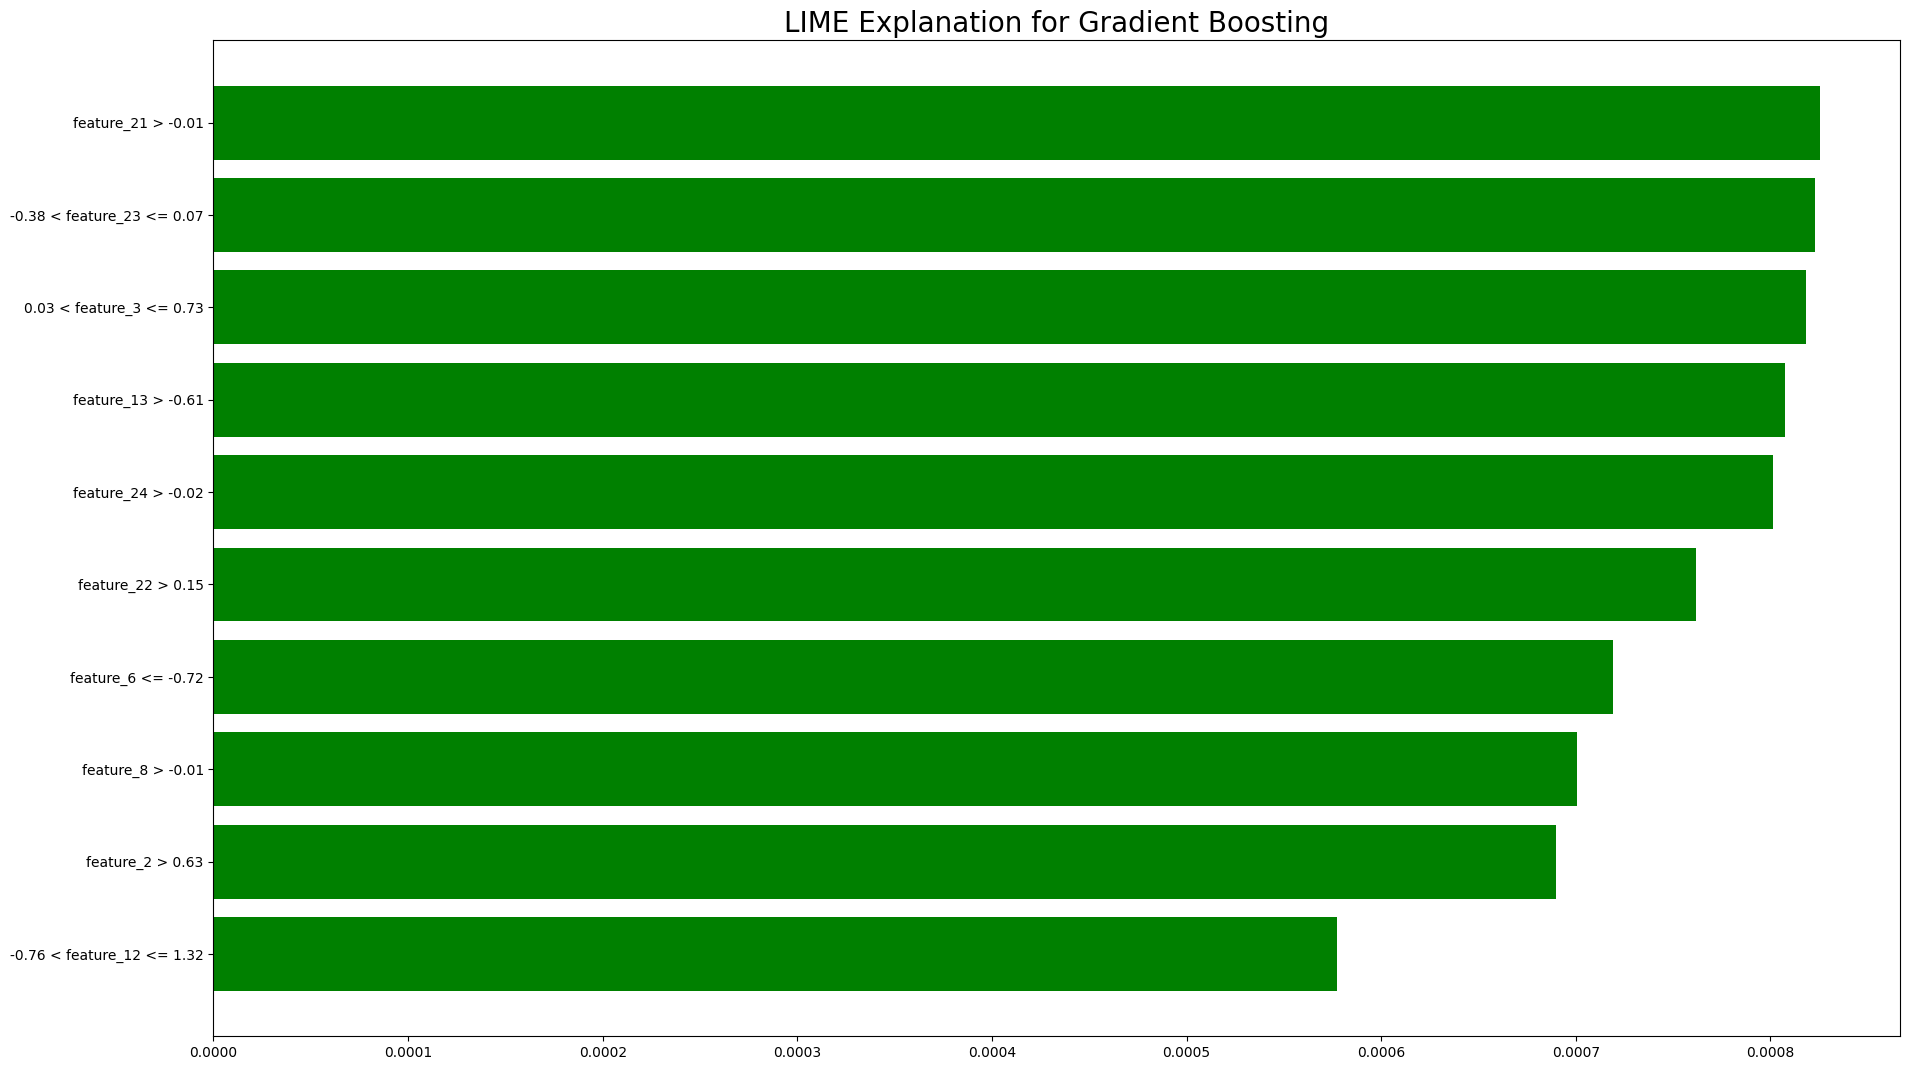 LIME Explanation for Gradient Boosting
feature_21 > -0.01
-0.38 < feature_23 <= 0.07
0.03 < feature_3 <= 0.73
feature_13 > -0.61
feature_24 > -0.02
feature_22 > 0.15
feature_6 <= -0.72
feature_8 > -0.01
feature_2 > 0.63
-0.76 < feature_12 <= 1.32
0.0000 0.0001 0.0002 0.0003 0.0004 0.0005 0.0006 0.0007 0.0008